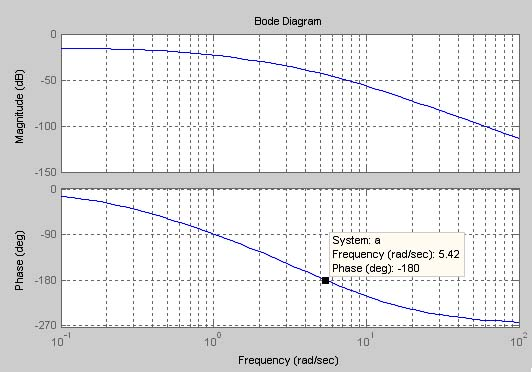 Bode Diagram
0
-50
-100
-150
Magnitude (dB)
0
-90
-180
-270
Phase (deg)
System: a
Frequency (rad/sec): 5.42
Phase (deg): -180
10^-1
10^0
10^1
10^2
Frequency (rad/sec)